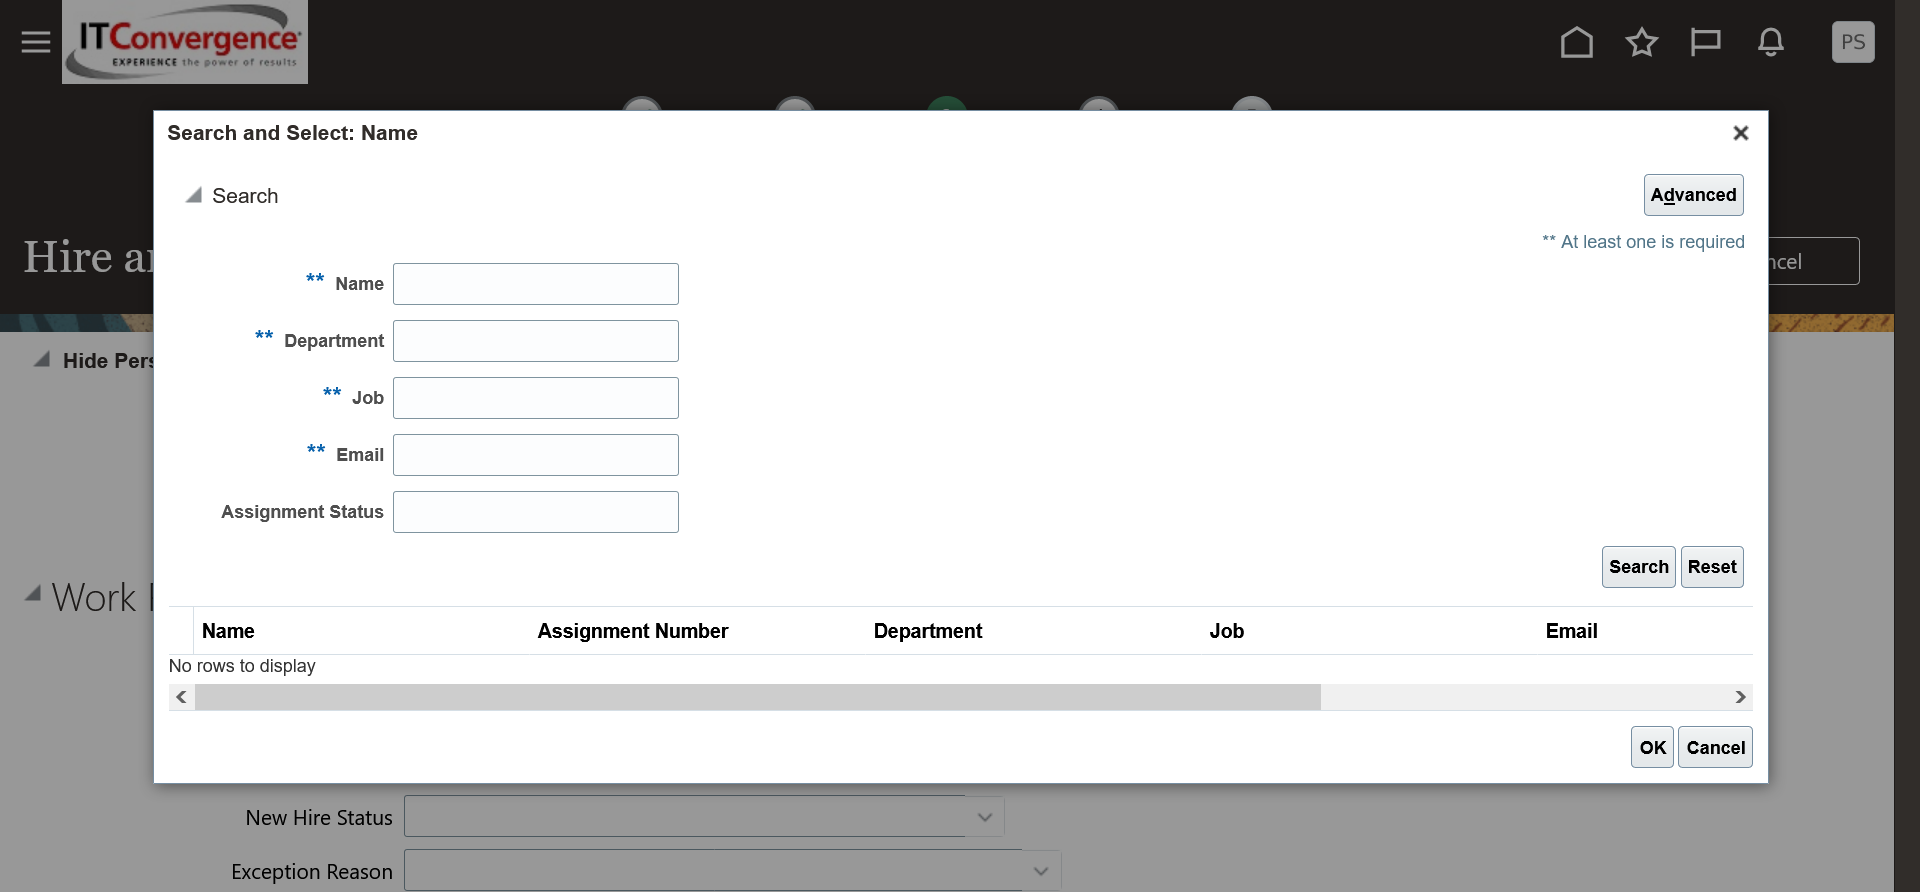 ITConvergence
EXPERIENCE the power of results
PS
Search and Select: Name
Search
Advanced
** At least one is required
Hire
ncel
** Name
** Department
Hide Pers
** Job
** Email
Assignment Status
Search Reset
Work
Name Assignment Number Department Job Email
No rows to display
OK Cancel
New Hire Status
Exception Reason